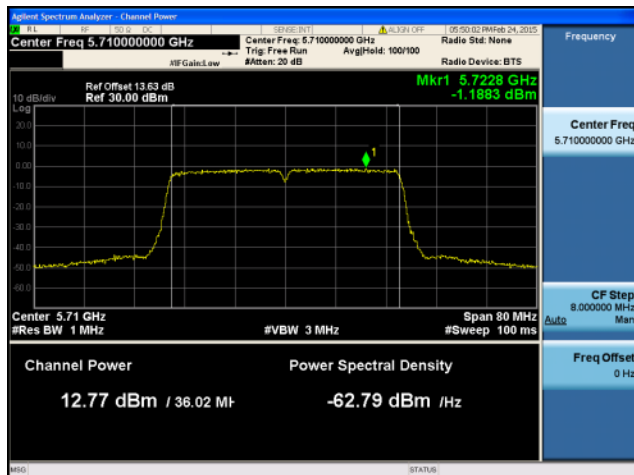 Agilent Spectrum Analyzer - Channel Power
RL RF 50 Ω DC SENSE:INT ALIGN OFF 05:50:02 PM Feb 24, 2015
Center Freq 5.710000000 GHz Center Freq: 5.710000000 GHz Radio Std: None
Trig: Free Run Avg|Hold: 100/100
#IFGain:Low #Atten: 20 dB Radio Device: BTS
Mkr1 5.7228 GHz
-1.1883 dBm
Ref Offset 13.63 dB
10 dB/div Ref 30.00 dBm
Log
20.0
10.0
0.00
-10.0
-20.0
-30.0
-40.0
-50.0
-60.0
1
Center 5.71 GHz Span 80 MHz
#Res BW 1 MHz #VBW 3 MHz #Sweep 100 ms
Channel Power Power Spectral Density
12.77 dBm / 36.02 MH -62.79 dBm /Hz
MSG STATUS
Frequency
Center Freq
5.710000000 GHz
CF Step
8.000000 MHz
Auto Man
Freq Offset
0 Hz